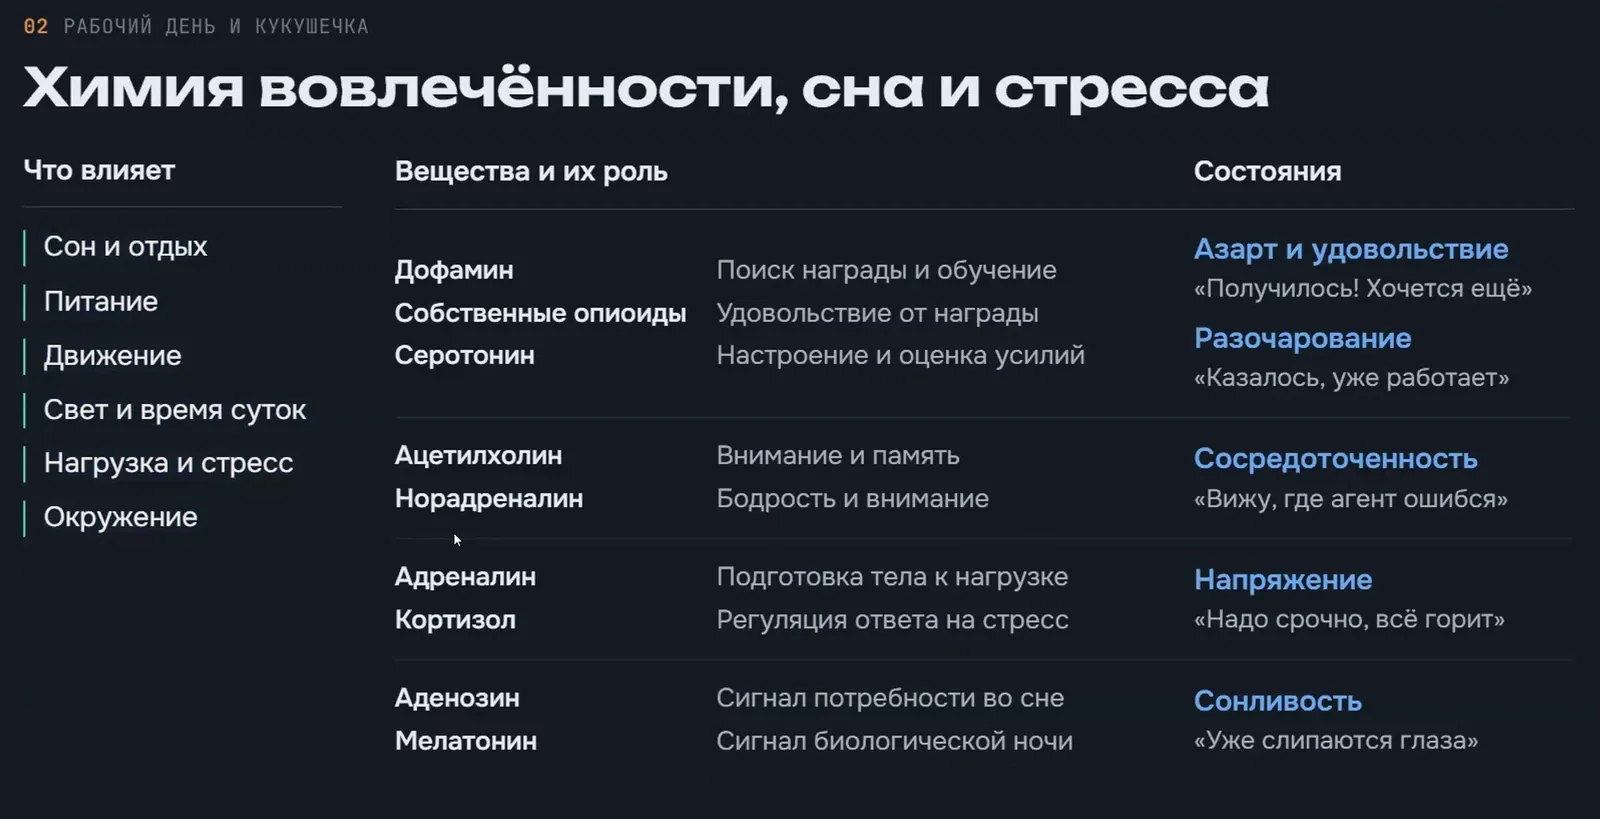 02 РАБОЧИЙ ДЕНЬ И КУКУШЕЧКА
Химия вовлечённости, сна и стресса
Что влияет
Сон и отдых
Питание
Движение
Свет и время суток
Нагрузка и стресс
Окружение
Вещества и их роль
Состояния
Дофамин Поиск награды и обучение
Собственные опиоиды Удовольствие от награды
Серотонин Настроение и оценка усилий
Азарт и удовольствие
«Получилось! Хочется ещё»
Разочарование
«Казалось, уже работает»
Ацетилхолин Внимание и память
Норадреналин Бодрость и внимание
Сосредоточенность
«Вижу, где агент ошибся»
Адреналин Подготовка тела к нагрузке
Кортизол Регуляция ответа на стресс
Напряжение
«Надо срочно, всё горит»
Аденозин Сигнал потребности во сне
Мелатонин Сигнал биологической ночи
Сонливость
«Уже слипаются глаза»